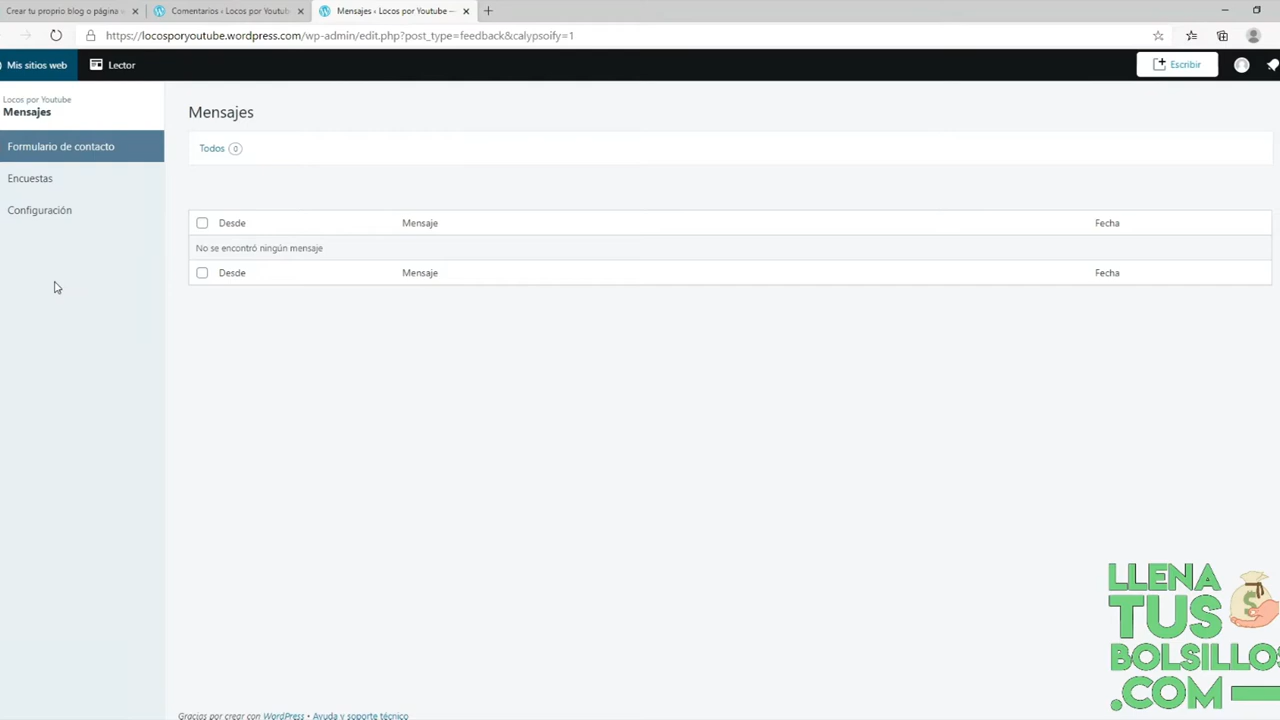 Crear tu propio blog o página
Comentarios ‹ Locos por Youtub
Mensajes ‹ Locos por Youtube —
https://locosporyoutube.wordpress.com/wp-admin/edit.php?post_type=feedback&calypsoify=1
Mis sitios web
Lector
Escribir
Locos por Youtube
Mensajes
Formulario de contacto
Encuestas
Configuración
Mensajes
Todos 0
Desde Mensaje Fecha
No se encontró ningún mensaje
Desde Mensaje Fecha
LLENA
TUS
BOLSILLOS
.COM
Gracias por crear con WordPress • Ayuda y soporte técnico